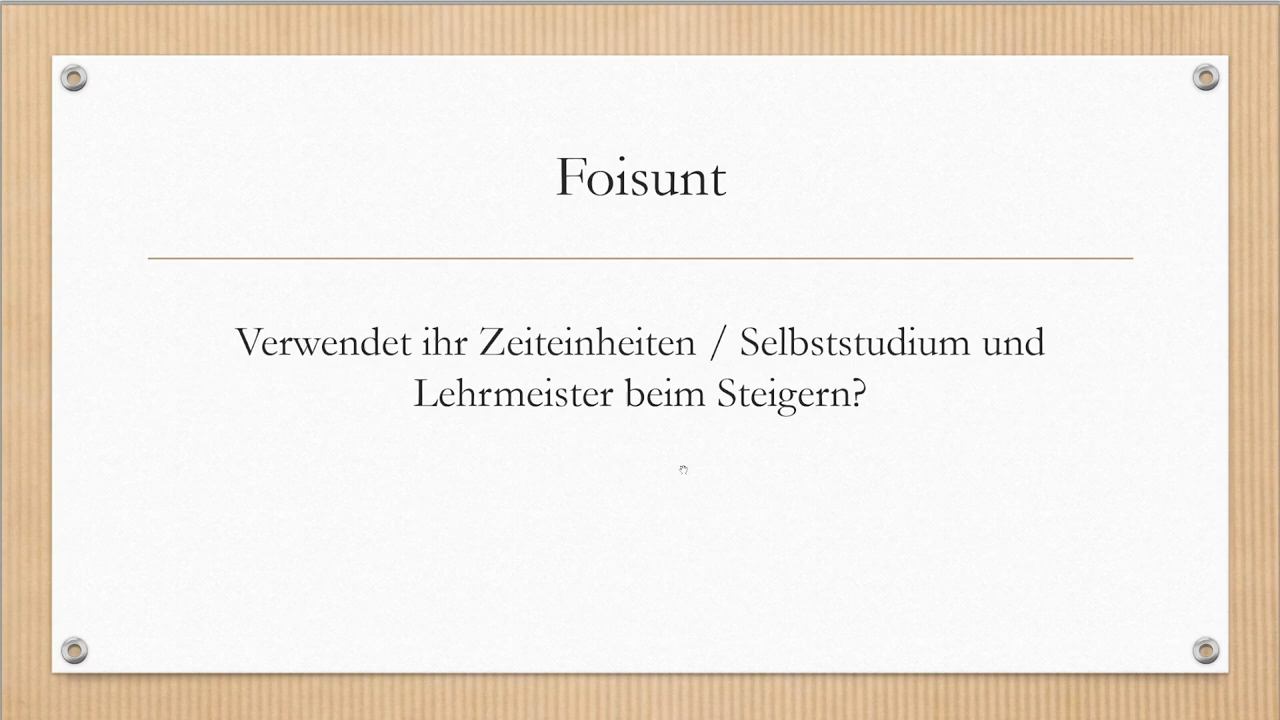 Foisunt
Verwendet ihr Zeiteinheiten / Selbststudium und
Lehrmeister beim Steigern?